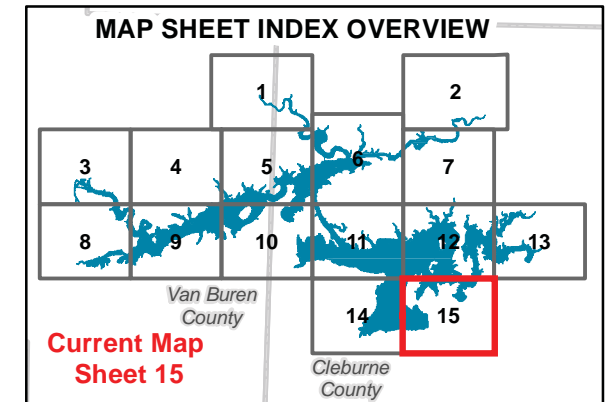 MAP SHEET INDEX OVERVIEW
1
2
3
4
5
6
7
8
9
10
11
12
13
Van Buren
County
14
15
Current Map
Sheet 15
Cleburne
County